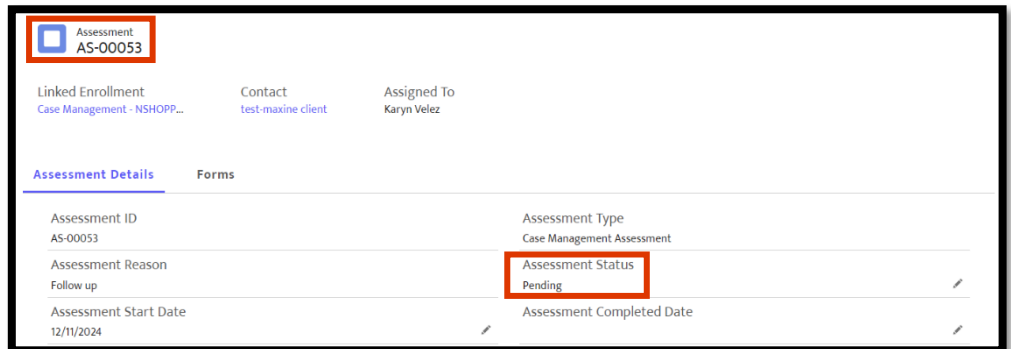 Assessment
AS-00053
Linked Enrollment Contact Assigned To
Case Management - NSHOPP... test-maxine client Karyn Velez
Assessment Details Forms
Assessment ID Assessment Type
AS-00053 Case Management Assessment
Assessment Reason Assessment Status
Follow up Pending
Assessment Start Date Assessment Completed Date
12/11/2024